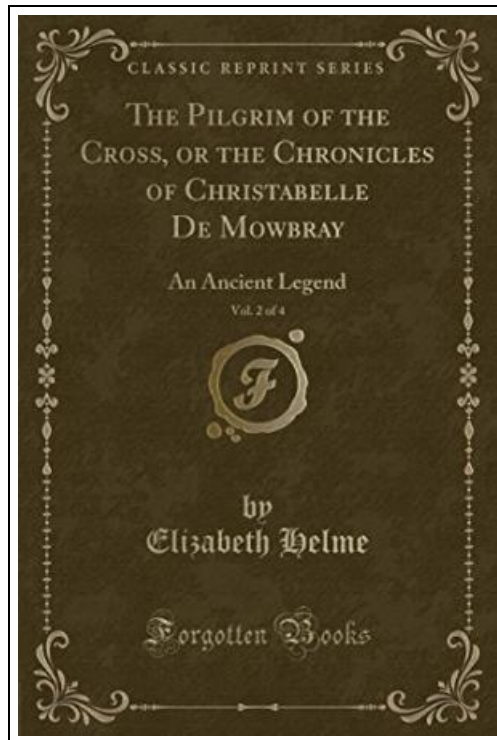 CLASSIC REPRINT SERIES
THE PILGRIM OF THE
CROSS, OR THE CHRONICLES
OF CHRISTABELLE
DE MOWBRAY
An Ancient Legend
Vol. 2 of 4
F
by
Elizabeth Helme
Forgotten Books